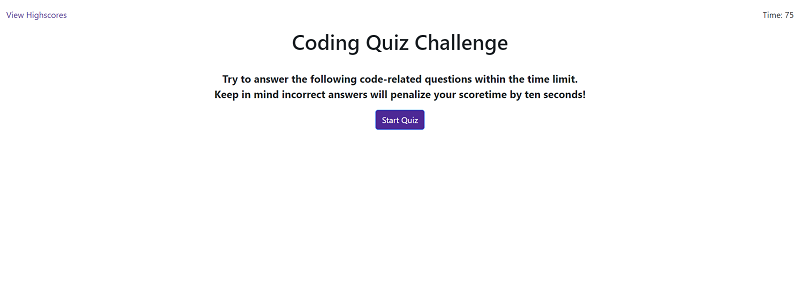 View Highscores
Time: 75
Coding Quiz Challenge
Try to answer the following code-related questions within the time limit.
Keep in mind incorrect answers will penalize your scoretime by ten seconds!
Start Quiz